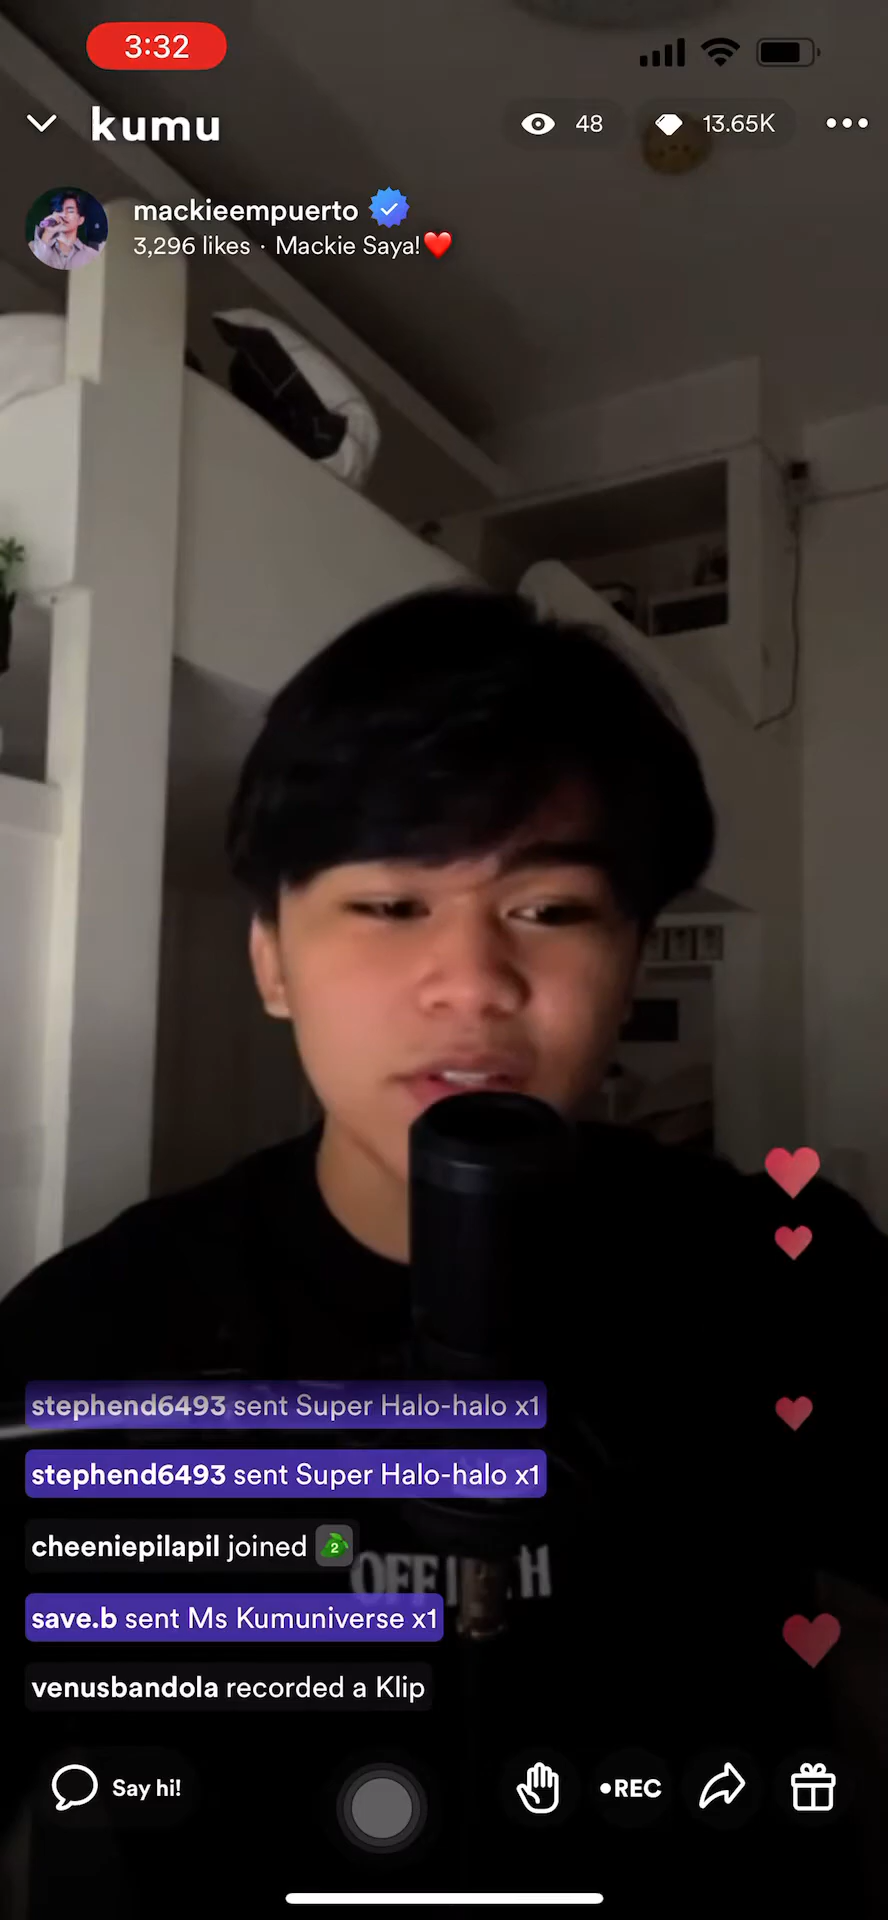 3:32
kumu
48
13.65K
mackieempuerto
3,296 likes · Mackie Saya!❤️
stephend6493 sent Super Halo-halo x1
stephend6493 sent Super Halo-halo x1
cheeniepilapil joined 2
OFF
H
save.b sent Ms Kumuniverse x1
venusbandola recorded a Klip
Say hi!
•REC